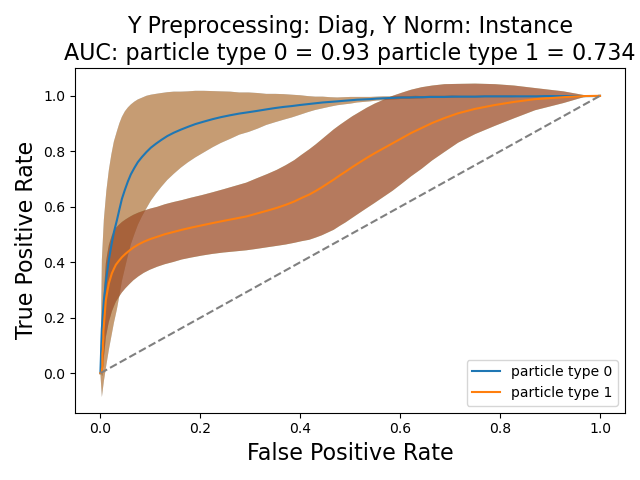 Y Preprocessing: Diag, Y Norm: Instance
AUC: particle type 0 = 0.93 particle type 1 = 0.734
1.0
0.8
0.6
0.4
0.2
0.0
True Positive Rate
particle type 0
particle type 1
0.0 0.2 0.4 0.6 0.8 1.0
False Positive Rate